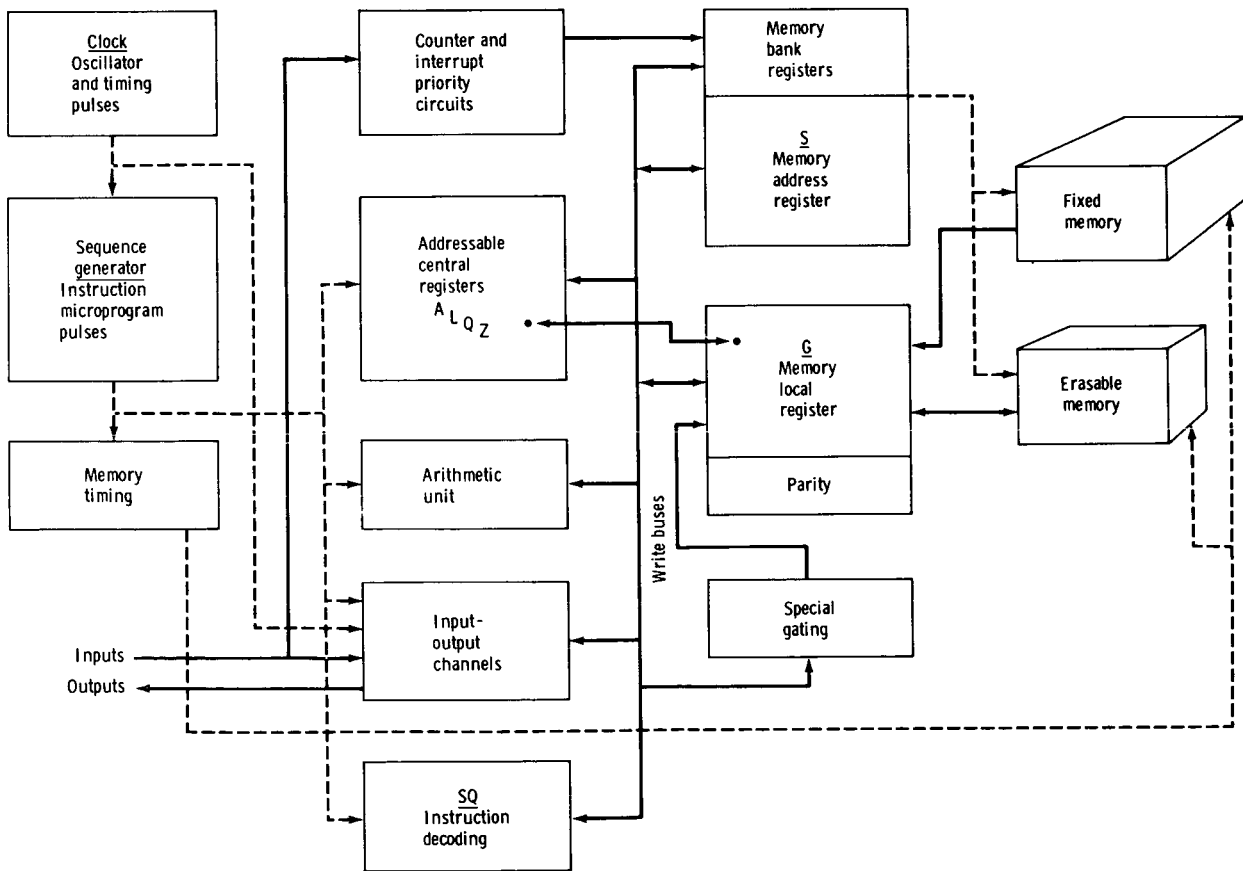 Clock
Oscillator
and timing
pulses
Counter and
interrupt
priority
circuits
Memory
bank
registers
S
Memory
address
register
Fixed
memory
Sequence
generator
Instruction
microprogram
pulses
Addressable
central
registers
A L Q Z
G
Memory
local
register
Parity
Erasable
memory
Memory
timing
Arithmetic
unit
Write buses
Input-
output
channels
Special
gating
Inputs
Outputs
SQ
Instruction
decoding